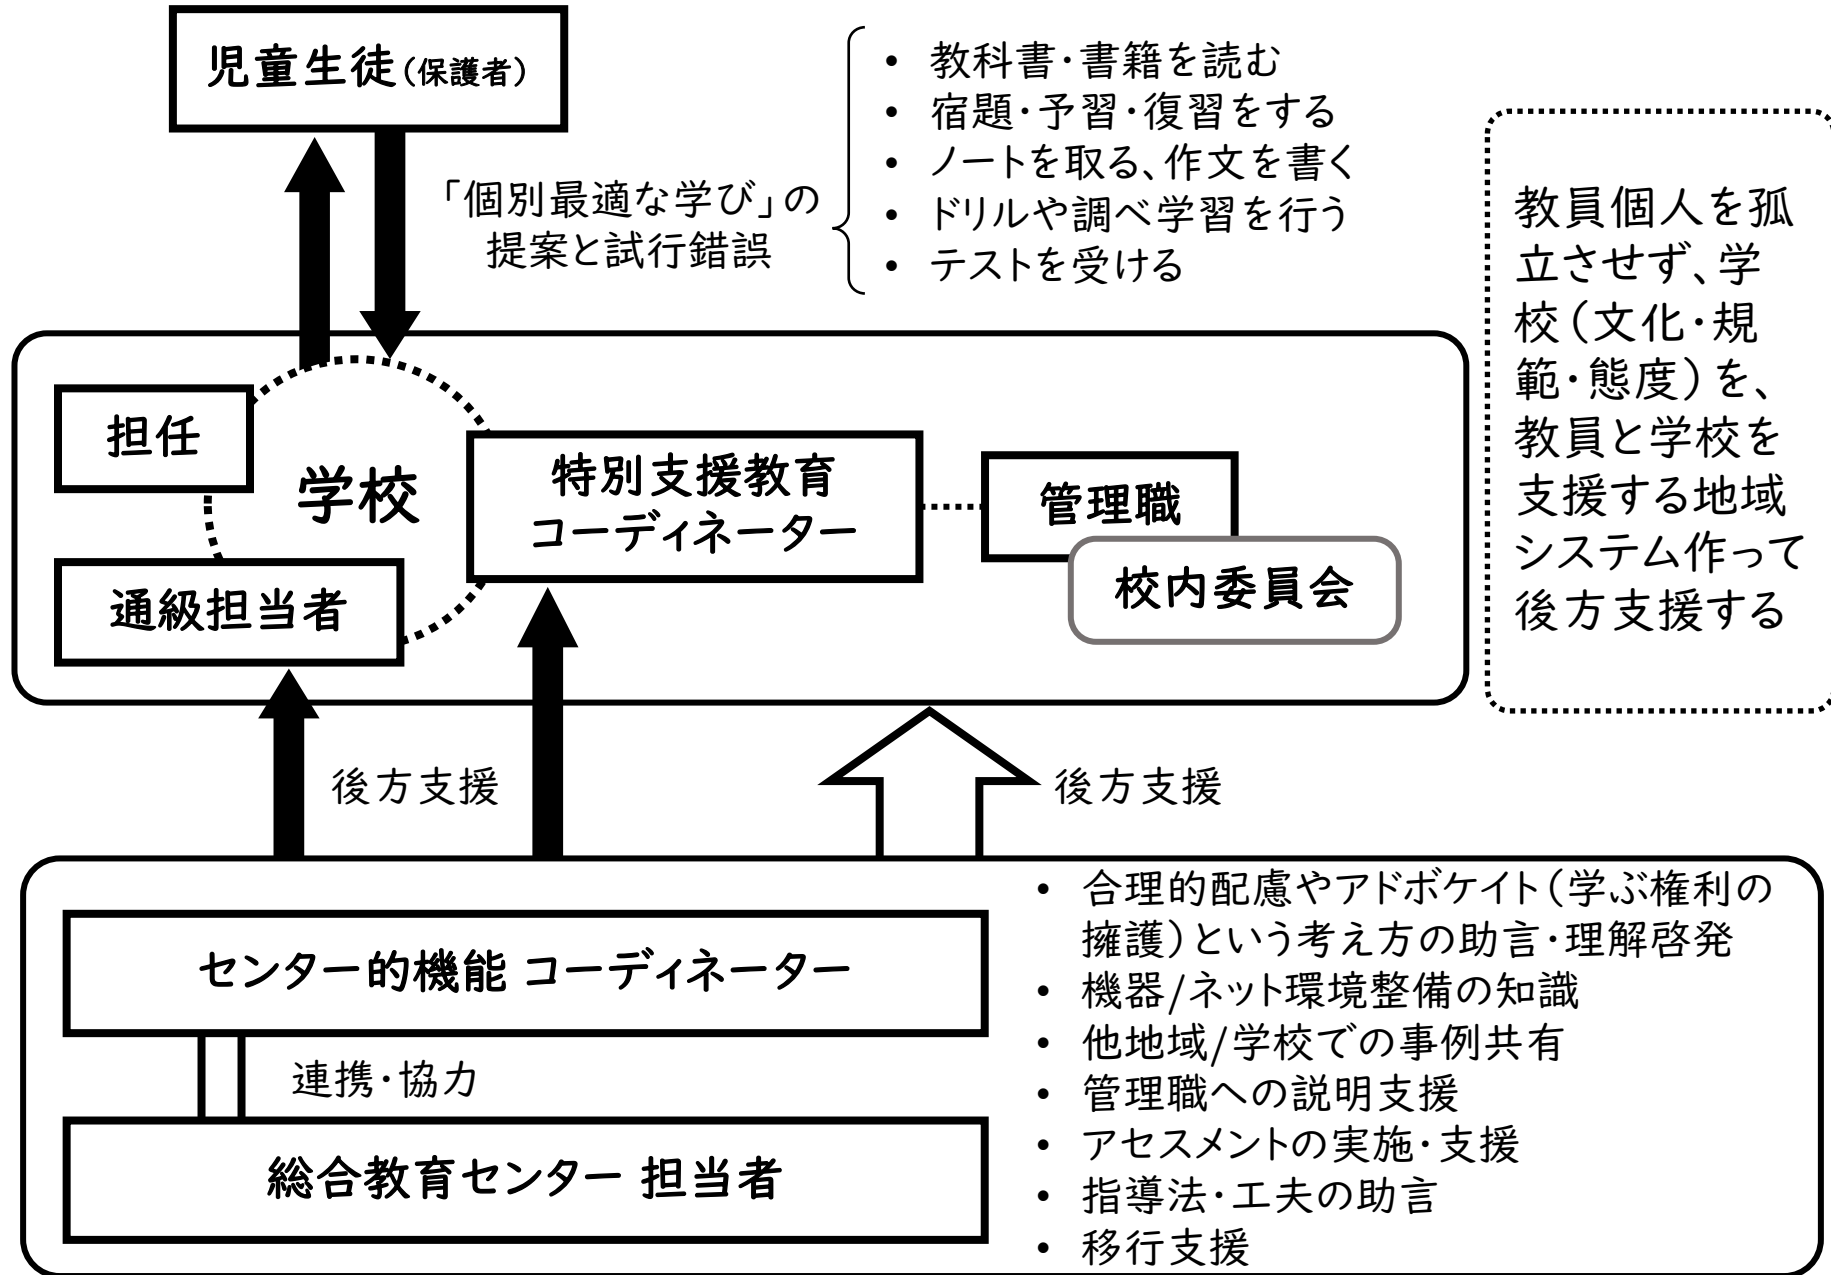 児童生徒(保護者)
「個別最適な学び」の
提案と試行錯誤
• 教科書・書籍を読む
• 宿題・予習・復習をする
• ノートを取る、作文を書く
• ドリルや調べ学習を行う
• テストを受ける
教員個人を孤
立させず、学
校(文化・規
範・態度)を、
教員と学校を
支援する地域
システム作って
後方支援する
担任
学校
特別支援教育
コーディネーター
管理職
校内委員会
通級担当者
後方支援
後方支援
センター的機能 コーディネーター
連携・協力
総合教育センター 担当者
• 合理的配慮やアドボケイト(学ぶ権利の
擁護)という考え方の助言・理解啓発
• 機器/ネット環境整備の知識
• 他地域/学校での事例共有
• 管理職への説明支援
• アセスメントの実施・支援
• 指導法・工夫の助言
• 移行支援